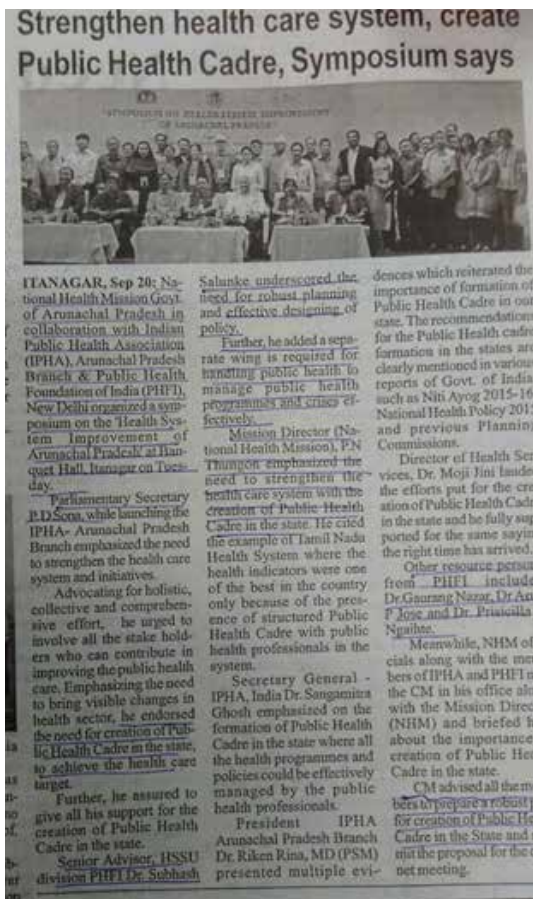 Strengthen health care system, create
Public Health Cadre, Symposium says
"SYMPOSIUM ON HEALTH SYSTEM IMPROVEMENT
OF ARUNACHAL PRADESH"
ITANAGAR, Sep 20: Na-
tional Health Mission Govt.
of Arunachal Pradesh in
collaboration with Indian
Public Health Association
(IPHA), Arunachal Pradesh
Branch & Public Health
Foundation of India (PHFI),
New Delhi organized a sym-
posium on the 'Health Sys-
tem Improvement of
Arunachal Pradesh' at Ban-
quet Hall, Itanagar on Tues-
day.
Parliamentary Secretary
P.D.Sona, while launching the
IPHA- Arunachal Pradesh
Branch emphasized the need
to strengthen the health care
system and initiatives.
Advocating for holistic,
collective and comprehen-
sive effort, he urged to
involve all the stake hold-
ers who can contribute in
improving the public health
care. Emphasizing the need
to bring visible changes in
health sector, he endorsed
the need for creation of Pub-
lic Health Cadre in the state,
to achieve the health care
target.
Further, he assured to
give all his support for the
creation of Public Health
Cadre in the state.
Senior Advisor, HSSU
division PHFI Dr. Subhash
Salunke underscored the
need for robust planning
and effective designing of
policy.
Further, he added a sepa-
rate wing is required for
handling public health to
manage public health
programmes and crises ef-
fectively.
Mission Director (Na-
tional Health Mission), P.N
Thungon emphasized the
need to strengthen the
health care system with the
creation of Public Health
Cadre in the state. He cited
the example of Tamil Nadu
Health System where the
health indicators were one
of the best in the country
only because of the pres-
ence of structured Public
Health Cadre with public
health professionals in the
system.
Secretary General -
IPHA, India Dr. Sangamitra
Ghosh emphasized on the
formation of Public Health
Cadre in the state where all
the health programmes and
policies could be effectively
managed by the public
health professionals.
President IPHA
Arunachal Pradesh Branch
Dr. Riken Rina, MD (PSM)
presented multiple evi-
dences which reiterated the
importance of formation of
Public Health Cadre in our
state. The recommendations
for the Public Health cadre
formation in the states are
clearly mentioned in various
reports of Govt. of India
such as Niti Ayog 2015-16
National Health Policy 201
and previous Planning
Commissions.
Director of Health Ser
vices, Dr. Moji Jini laude
the efforts put for the cre
ation of Public Health Cadr
in the state and he fully sup
ported for the same saying
the right time has arrived.
Other resource person
from PHFI include
Dr.Gaurang Nazar, Dr.An
P Jose and Dr.
Ngaihte.
Meanwhile, NHM of
cials along with the mem
bers of IPHA and PHFI m
the CM in his office alo
with the Mission Direc
(NHM) and briefed h
about the importance
creation of Public He
Cadre in the state.
CM advised all the m
bers to prepare a robust p
for creation of Public He
Cadre in the State and
mit the proposal for the c
net meeting.